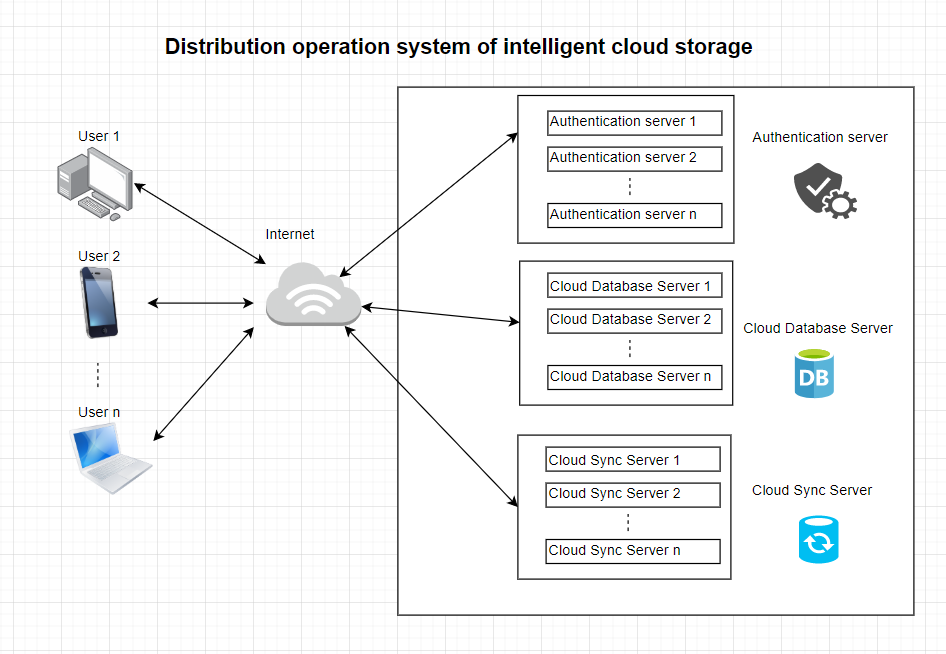 Distribution operation system of intelligent cloud storage
User 1
User 2
User n
Internet
Authentication server 1
Authentication server 2
Authentication server n
Authentication server
Cloud Database Server 1
Cloud Database Server 2
Cloud Database Server n
Cloud Database Server
DB
Cloud Sync Server 1
Cloud Sync Server 2
Cloud Sync Server n
Cloud Sync Server